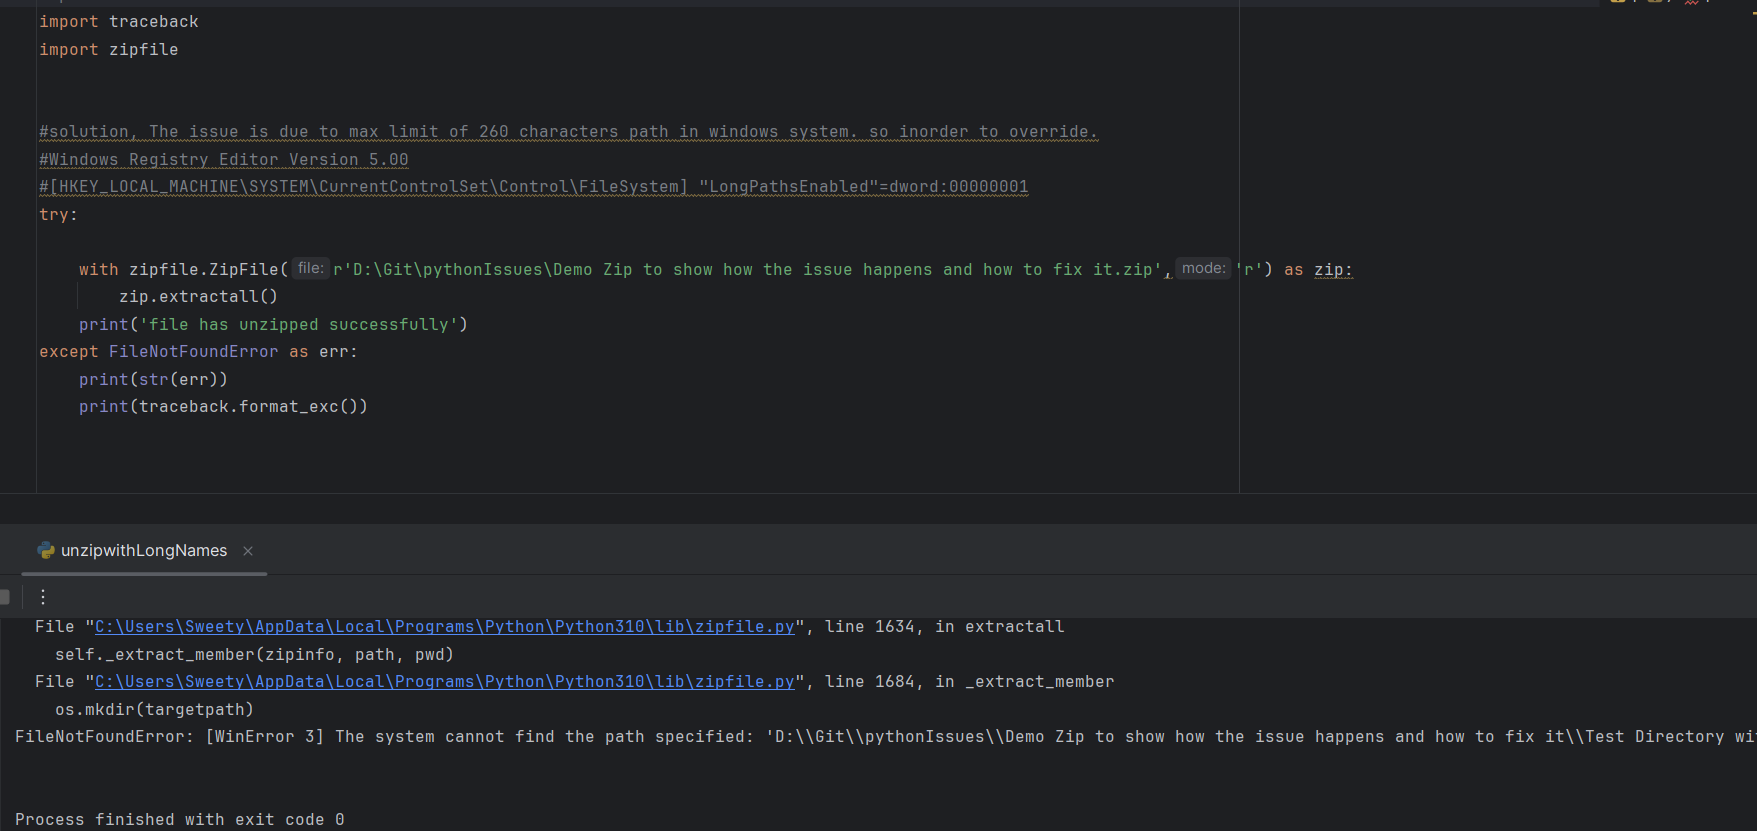 import traceback
import zipfile
#solution, The issue is due to max limit of 260 characters path in windows system. so inorder to override.
#Windows Registry Editor Version 5.00
#[HKEY_LOCAL_MACHINE\SYSTEM\CurrentControlSet\Control\FileSystem] "LongPathsEnabled"=dword:00000001
try:
with zipfile.ZipFile( file: r'D:\Git\pythonIssues\Demo Zip to show how the issue happens and how to fix it.zip', mode: 'r') as zip:
zip.extractall()
print('file has unzipped successfully')
except FileNotFoundError as err:
print(str(err))
print(traceback.format_exc())
unzipwithLongNames
File "C:\Users\Sweety\AppData\Local\Programs\Python\Python310\lib\zipfile.py", line 1634, in extractall
self._extract_member(zipinfo, path, pwd)
File "C:\Users\Sweety\AppData\Local\Programs\Python\Python310\lib\zipfile.py", line 1684, in _extract_member
os.mkdir(targetpath)
FileNotFoundError: [WinError 3] The system cannot find the path specified: 'D:\\Git\\pythonIssues\\Demo Zip to show how the issue happens and how to fix it\\Test Directory wi
Process finished with exit code 0